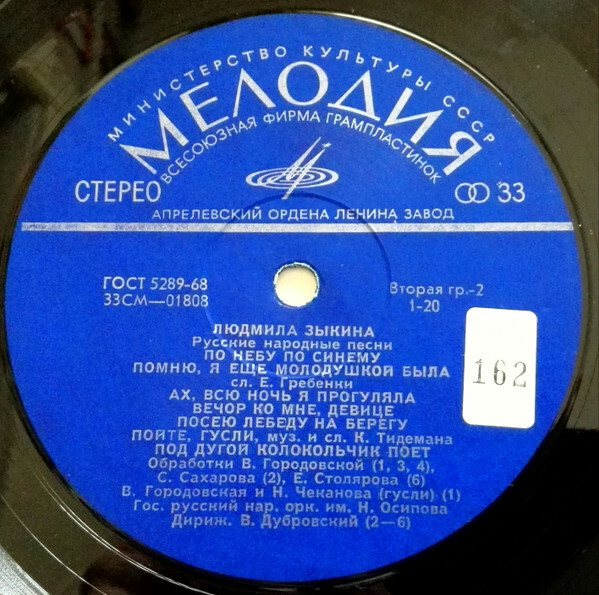 МИНИСТЕРСТВО КУЛЬТУРЫ СССР
МЕЛОДИЯ
ВСЕСОЮЗНАЯ ФИРМА ГРАМПЛАСТИНОК
СТЕРЕО
33
АПРЕЛЕВСКИЙ ОРДЕНА ЛЕНИНА ЗАВОД
ГОСТ 5289-68
33СМ—01808
Вторая гр.-2
1-20
ЛЮДМИЛА ЗЫКИНА
Русские народные песни
ПО НЕБУ ПО СИНЕМУ
ПОМНЮ, Я ЕЩЕ МОЛОДУШКОЙ БЫЛА
сл. Е. Гребенки
АХ, ВСЮ НОЧЬ Я ПРОГУЛЯЛА
ВЕЧОР КО МНЕ, ДЕВИЦЕ
ПОСЕЮ ЛЕБЕДУ НА БЕРЕГУ
ПОЙТЕ, ГУСЛИ, муз. и сл. К. Тидемана
ПОД ДУГОЙ КОЛОКОЛЬЧИК ПОЕТ
Обработки В. Городовской (1, 3, 4),
С. Сахарова (2), Е. Столярова (6)
В. Городовская и Н. Чеканова (гусли) (1)
Гос. русский нар. орк. им. Н. Осипова
Дириж. В. Дубровский (2—6)
162